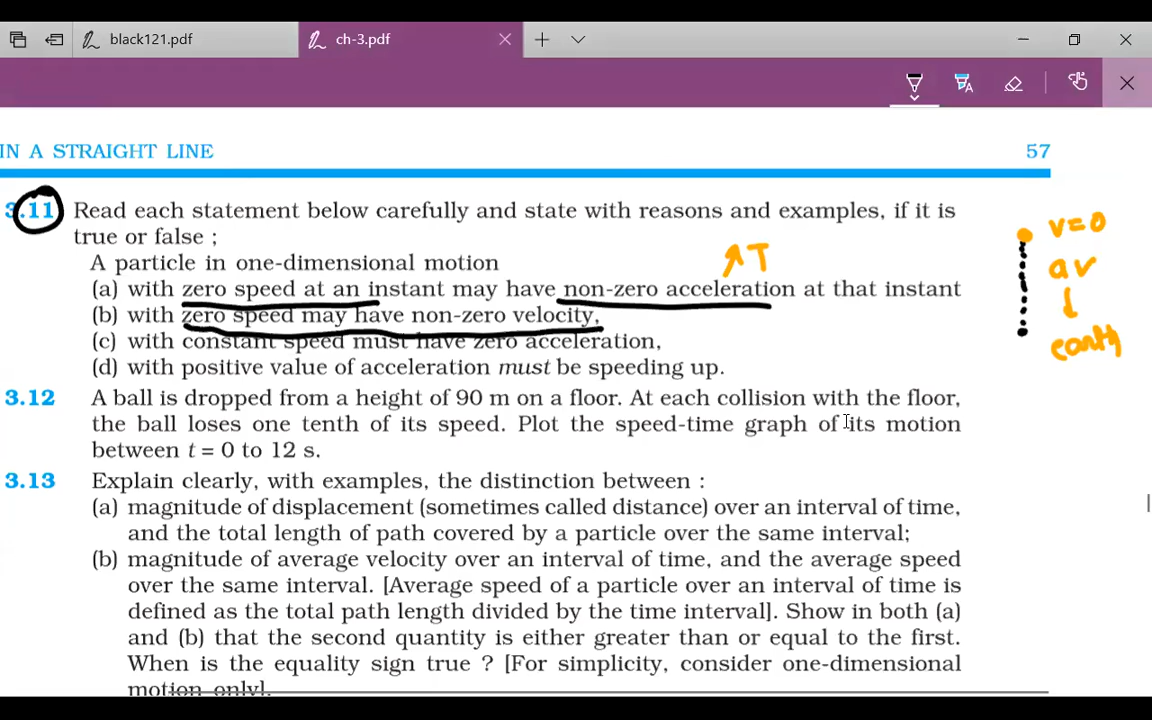 black121.pdf
ch-3.pdf
IN A STRAIGHT LINE
57
3.11 Read each statement below carefully and state with reasons and examples, if it is
true or false ;
A particle in one-dimensional motion
(a) with zero speed at an instant may have non-zero acceleration at that instant
(b) with zero speed may have non-zero velocity,
(c) with constant speed must have zero acceleration,
(d) with positive value of acceleration must be speeding up.
T
v=0
av
earth
3.12 A ball is dropped from a height of 90 m on a floor. At each collision with the floor,
the ball loses one tenth of its speed. Plot the speed-time graph of its motion
between t = 0 to 12 s.
3.13 Explain clearly, with examples, the distinction between :
(a) magnitude of displacement (sometimes called distance) over an interval of time,
and the total length of path covered by a particle over the same interval;
(b) magnitude of average velocity over an interval of time, and the average speed
over the same interval. [Average speed of a particle over an interval of time is
defined as the total path length divided by the time interval]. Show in both (a)
and (b) that the second quantity is either greater than or equal to the first.
When is the equality sign true ? [For simplicity, consider one-dimensional
motion only].